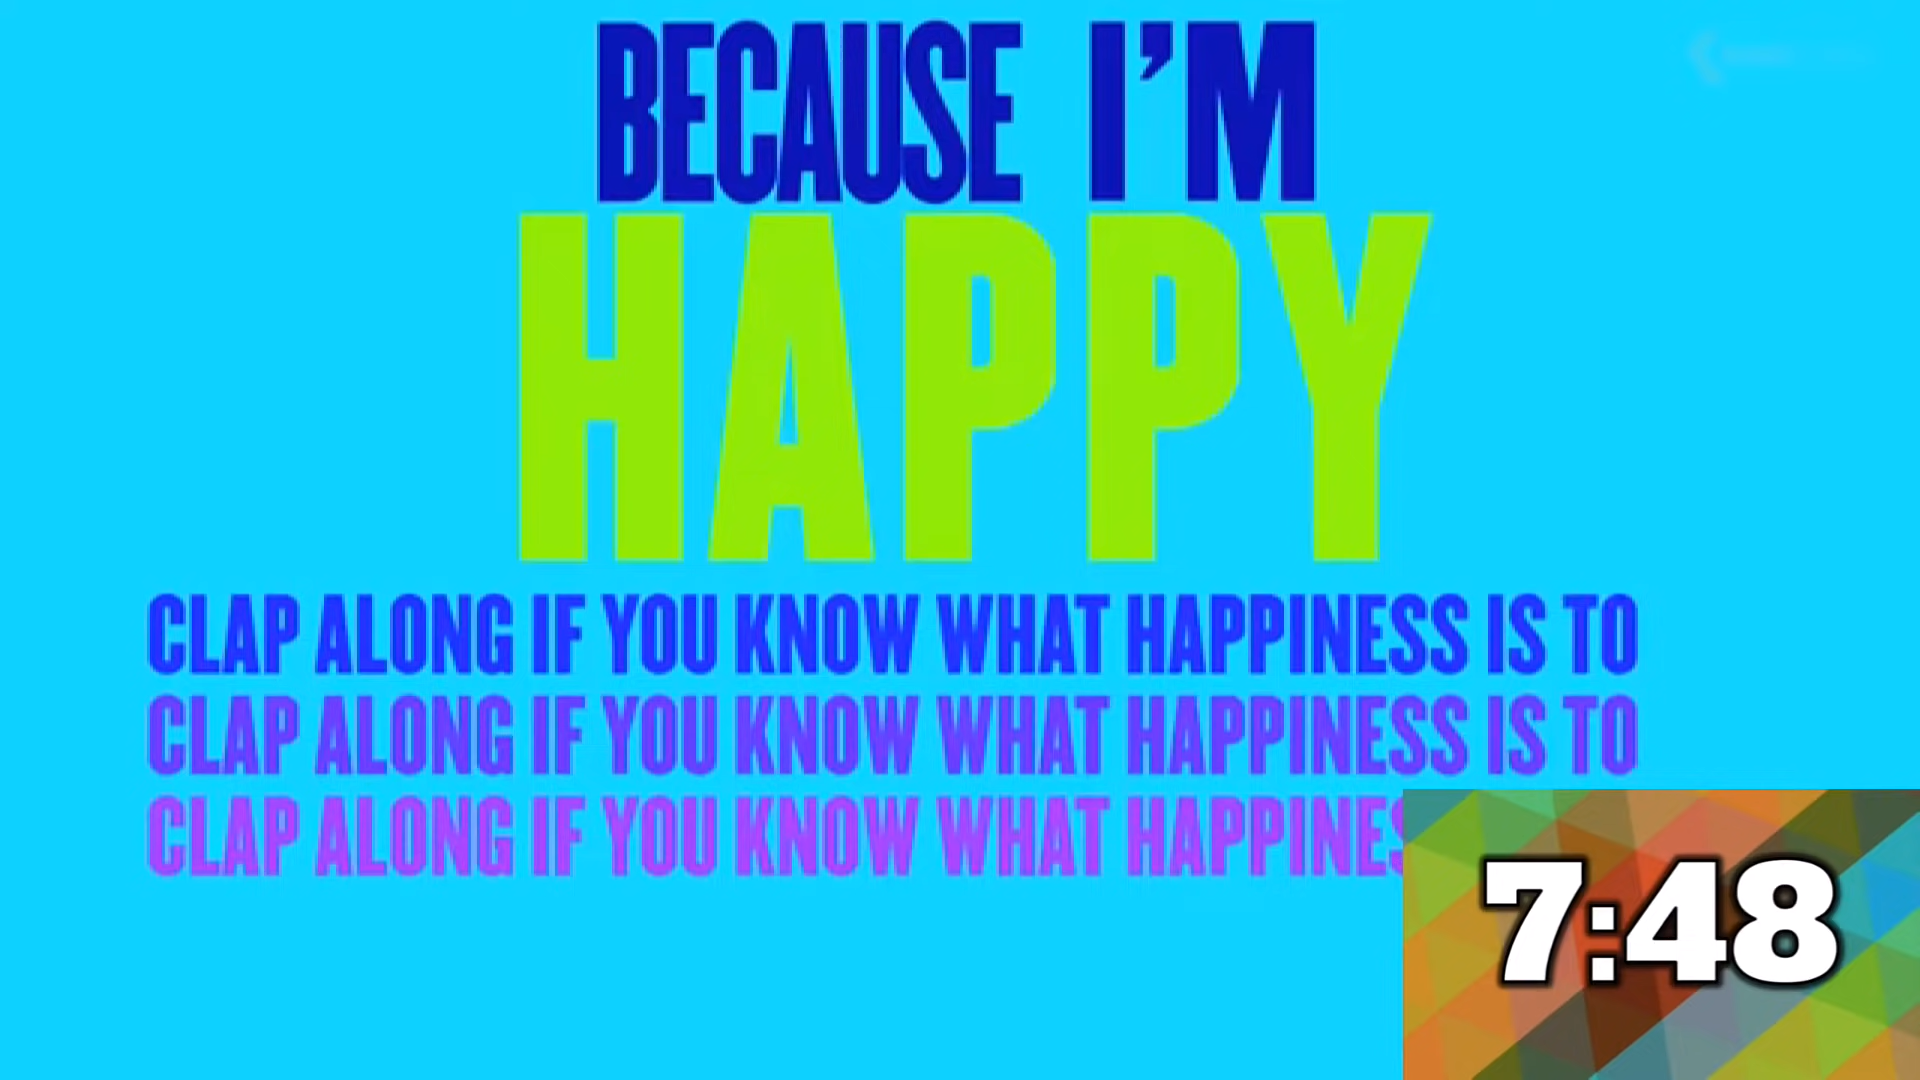 BECAUSE I'M
HAPPY
CLAP ALONG IF YOU KNOW WHAT HAPPINESS IS TO
CLAP ALONG IF YOU KNOW WHAT HAPPINESS IS TO
CLAP ALONG IF YOU KNOW WHAT HAPPINES
7:48